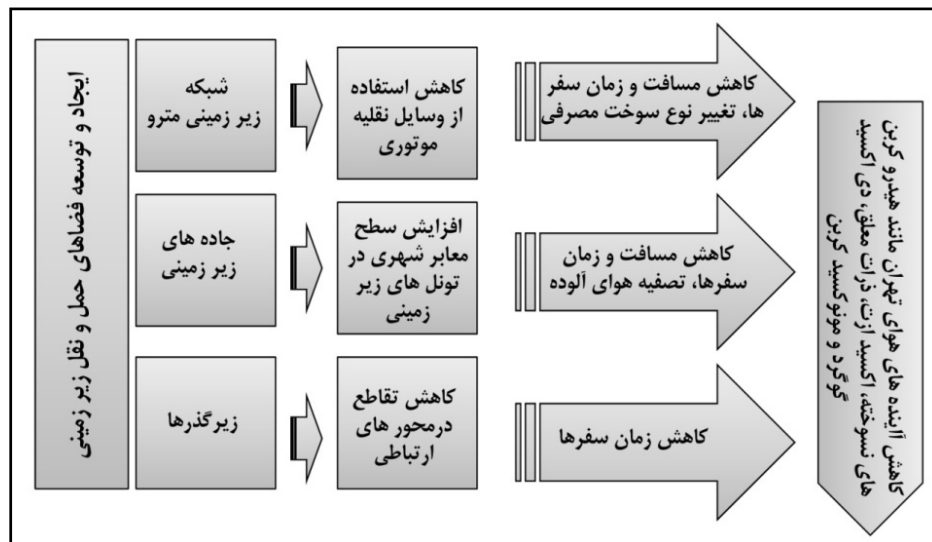 ایجاد و توسعه فضاهای حمل و نقل زیر زمینی
شبکه
زیر زمینی مترو
کاهش استفاده
از وسایل نقلیه
موتوری
کاهش مسافت و زمان سفر
ها، تغییر نوع سوخت مصرفی
جاده های
زیر زمینی
افزایش سطح
معابر شهری در
تونل های زیر
زمینی
کاهش مسافت و زمان
سفرها، تصفیه هوای آلوده
زیرگذرها
کاهش تقاطع
درمحور های
ارتباطی
کاهش زمان سفرها
کاهش آاینده های هوای تهران مانند هیدرو کربن
های نسوخته، اکسید ازت، ذرات معلق، دی اکسید
گوگرد و مونوکسید کربن